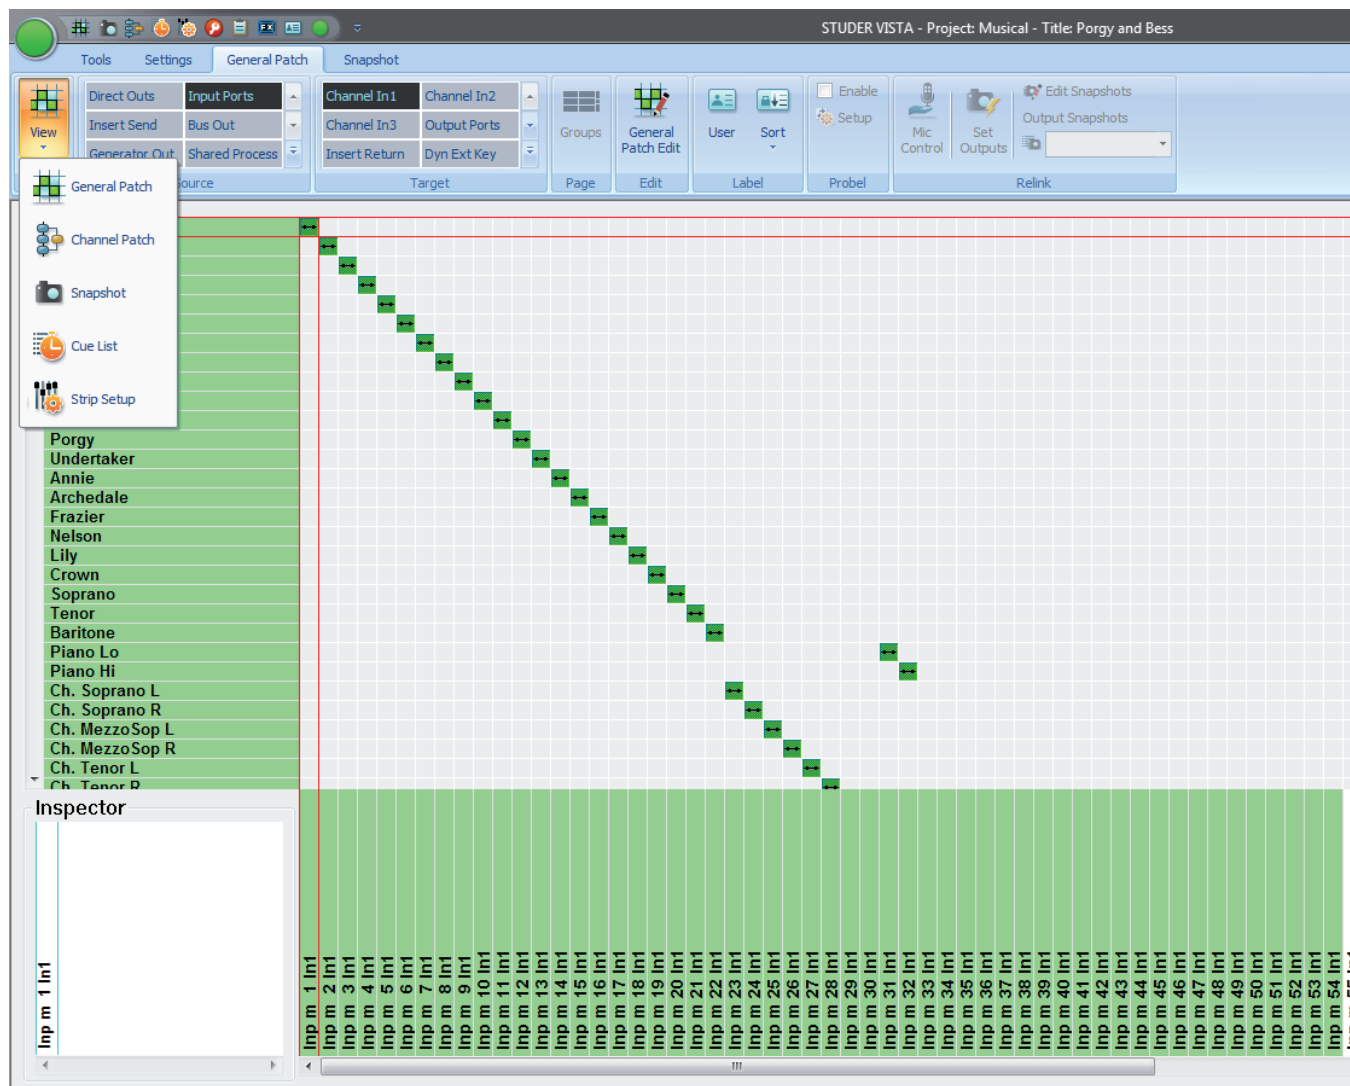 STUDER VISTA - Project: Musical - Title: Porgy and Bess
Tools Settings General Patch Snapshot
View
Direct Outs Input Ports
Insert Send Bus Out
Generator Out Shared Process
Source
Channel In1 Channel In2
Channel In3 Output Ports
Insert Return Dyn Ext Key
Target
Groups
Page
General
Patch Edit
Edit
User Sort
Label
Enable
Setup
Probel
Mic
Control
Set
Outputs
Edit Snapshots
Output Snapshots
Relink
General Patch
Channel Patch
Snapshot
Cue List
Strip Setup
Porgy
Undertaker
Annie
Archedale
Frazier
Nelson
Lily
Crown
Soprano
Tenor
Baritone
Piano Lo
Piano Hi
Ch. Soprano L
Ch. Soprano R
Ch. MezzoSop L
Ch. MezzoSop R
Ch. Tenor L
Ch. Tenor R
Inspector
Inp m 1 In1
Inp m 1 In1
Inp m 2 In1
Inp m 3 In1
Inp m 4 In1
Inp m 5 In1
Inp m 6 In1
Inp m 7 In1
Inp m 8 In1
Inp m 9 In1
Inp m 10 In1
Inp m 11 In1
Inp m 12 In1
Inp m 13 In1
Inp m 14 In1
Inp m 15 In1
Inp m 16 In1
Inp m 17 In1
Inp m 18 In1
Inp m 19 In1
Inp m 20 In1
Inp m 21 In1
Inp m 22 In1
Inp m 23 In1
Inp m 24 In1
Inp m 25 In1
Inp m 26 In1
Inp m 27 In1
Inp m 28 In1
Inp m 29 In1
Inp m 30 In1
Inp m 31 In1
Inp m 32 In1
Inp m 33 In1
Inp m 34 In1
Inp m 35 In1
Inp m 36 In1
Inp m 37 In1
Inp m 38 In1
Inp m 39 In1
Inp m 40 In1
Inp m 41 In1
Inp m 42 In1
Inp m 43 In1
Inp m 44 In1
Inp m 45 In1
Inp m 46 In1
Inp m 47 In1
Inp m 48 In1
Inp m 49 In1
Inp m 50 In1
Inp m 51 In1
Inp m 52 In1
Inp m 53 In1
Inp m 54 In1
Inp m 55 In1